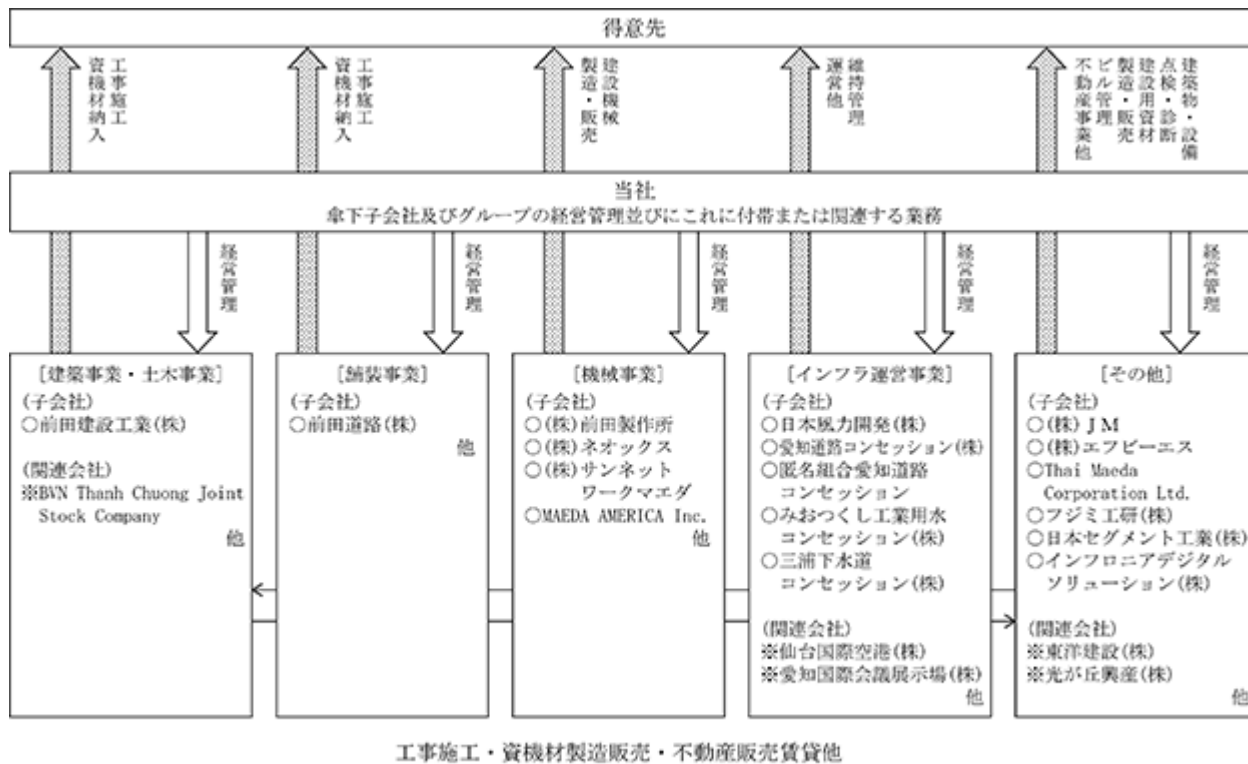 得意先
工事施工
資機材納入
工事施工
資機材納入
建設機械
製造・販売
維持管理
運営他
建築物・設備
点検・診断
建設用資材
製造・販売
ビル管理
不動産事業他
当社
傘下子会社及びグループの経営管理並びにこれに付帯または関連する業務
経営管理
経営管理
経営管理
経営管理
経営管理
[建築事業・土木事業]
(子会社)
○前田建設工業(株)
(関連会社)
※BVN Thanh Chuong Joint
Stock Company
他
[舗装事業]
(子会社)
○前田道路(株)
他
[機械事業]
(子会社)
○(株)前田製作所
○(株)ネオックス
○(株)サンネット
ワークマエダ
○MAEDA AMERICA Inc.
他
[インフラ運営事業]
(子会社)
○日本風力開発(株)
○愛知道路コンセッション(株)
○匿名組合愛知道路
コンセッション
○みおつくし工業用水
コンセッション(株)
○三浦下水道
コンセッション(株)
(関連会社)
※仙台国際空港(株)
※愛知国際会議展示場(株)
他
[その他]
(子会社)
○(株)JM
○(株)エフビーエス
○Thai Maeda
Corporation Ltd.
○フジミ工研(株)
○日本セグメント工業(株)
○インフロニアデジタル
ソリューション(株)
(関連会社)
※東洋建設(株)
※光が丘興産(株)
他
工事施工・資機材製造販売・不動産販売賃貸他